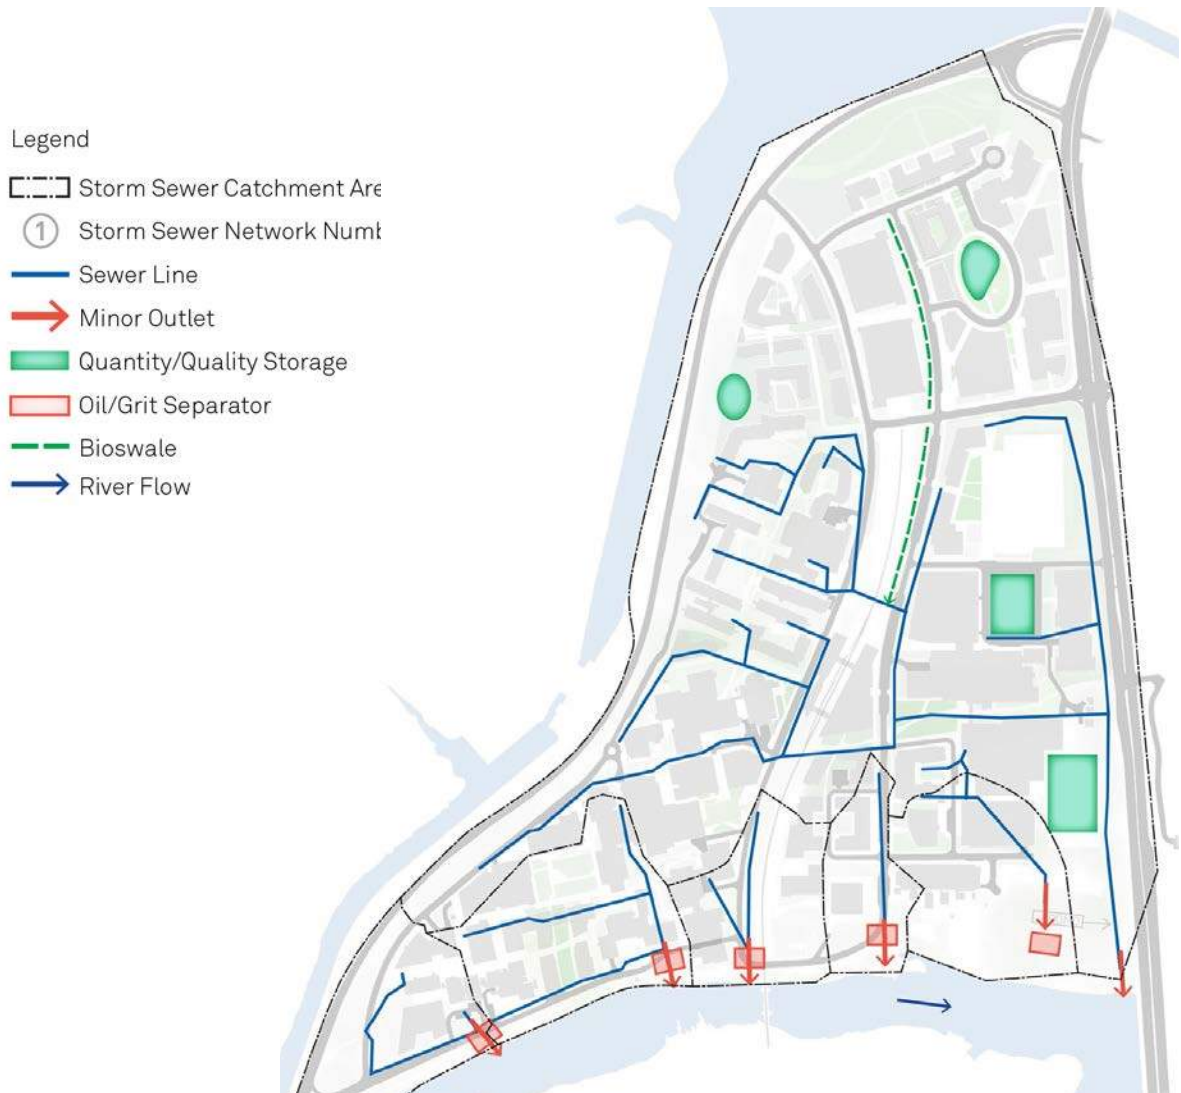 Legend
Storm Sewer Catchment Are
1
Storm Sewer Network Numb
Sewer Line
Minor Outlet
Quantity/Quality Storage
Oil/Grit Separator
Bioswale
River Flow